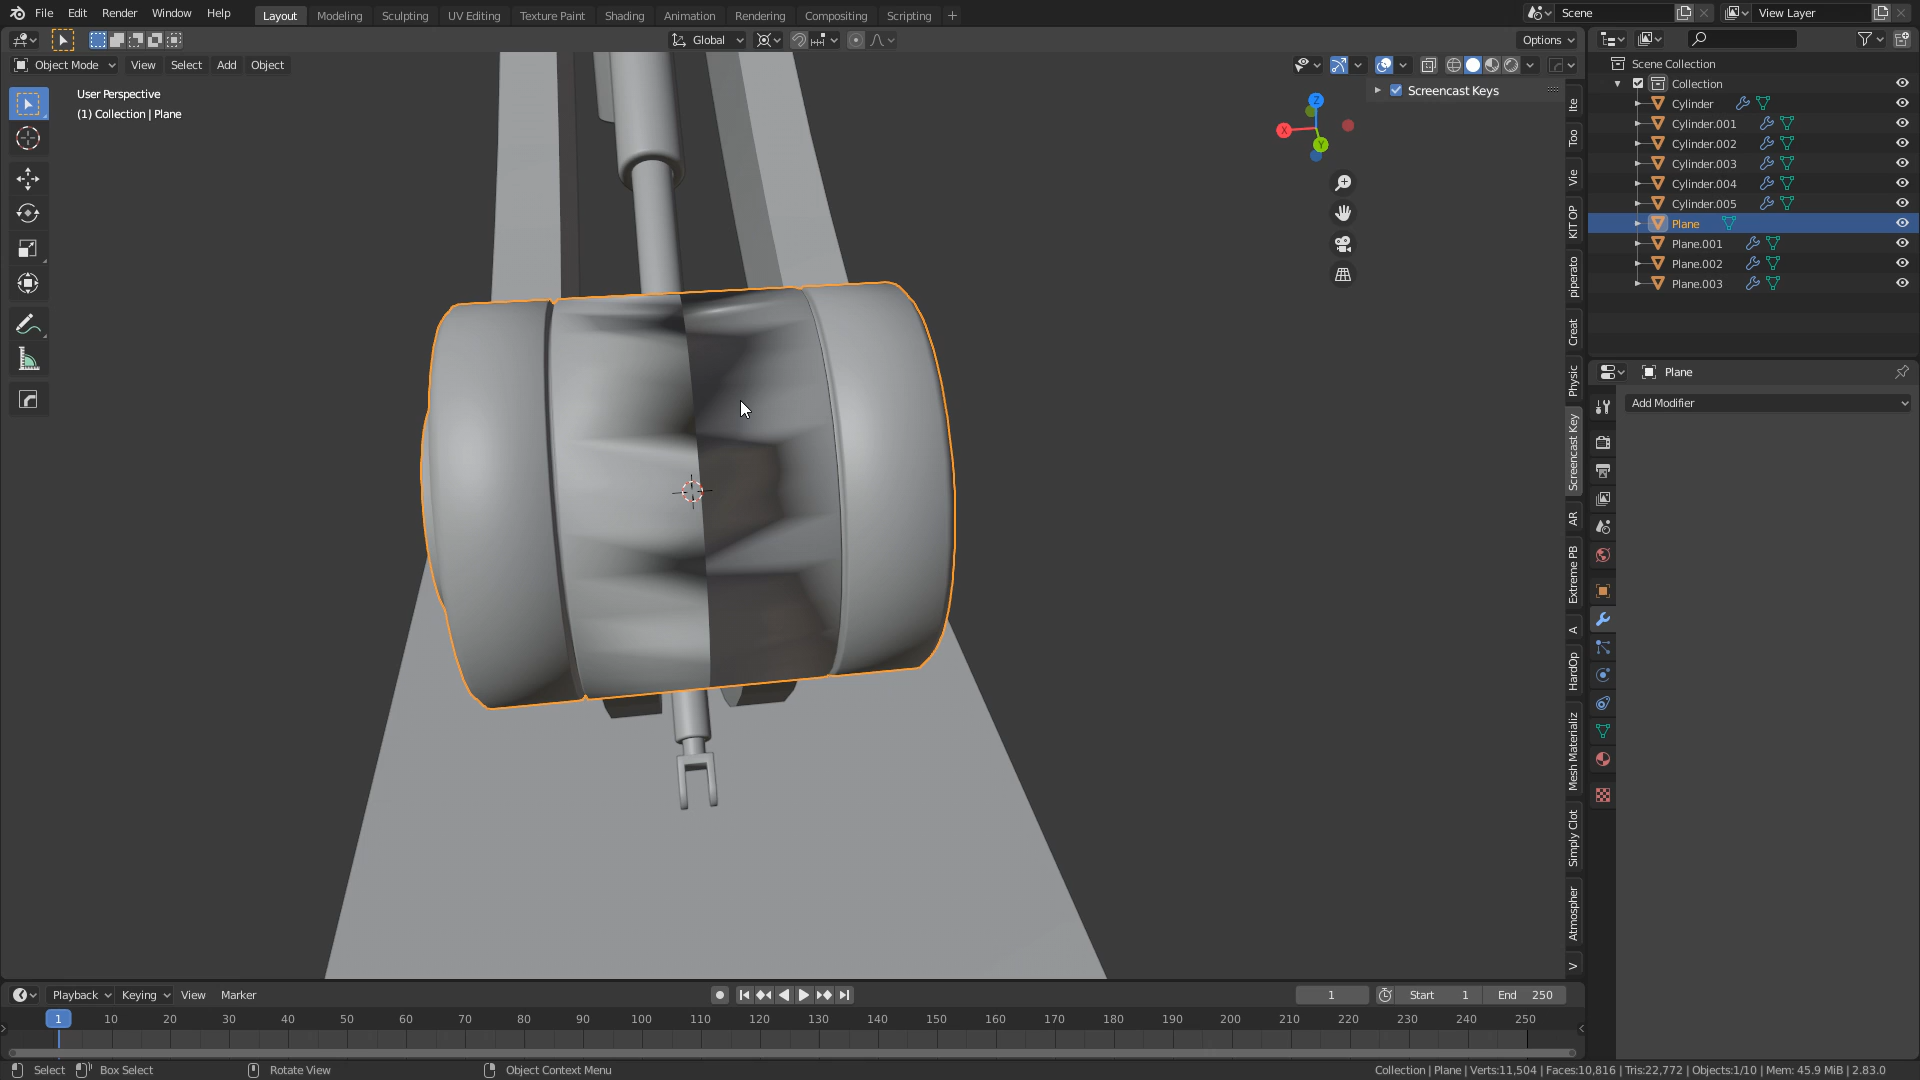 File Edit Render Window Help
Layout Modeling Sculpting UV Editing Texture Paint Shading Animation Rendering Compositing Scripting +
Scene
View Layer
Global
Options
Object Mode View Select Add Object
User Perspective
(1) Collection | Plane
Screencast Keys
Z
X
Y
Ite
Too
Vie
KIT OP
piperato
Creat
Physic
Screencast Key
AR
Extreme PB
A
HardOp
Mesh Materializ
Simply Clot
Atmospher
V
Scene Collection
Collection
Cylinder
Cylinder.001
Cylinder.002
Cylinder.003
Cylinder.004
Cylinder.005
Plane
Plane.001
Plane.002
Plane.003
Plane
Add Modifier
Playback Keying View Marker
1
Start 1
End 250
1 10 20 30 40 50 60 70 80 90 100 110 120 130 140 150 160 170 180 190 200 210 220 230 240 250
Select Box Select Rotate View Object Context Menu
Collection | Plane | Verts:11,504 | Faces:10,816 | Tris:22,772 | Objects:1/10 | Mem: 45.9 MiB | 2.83.0